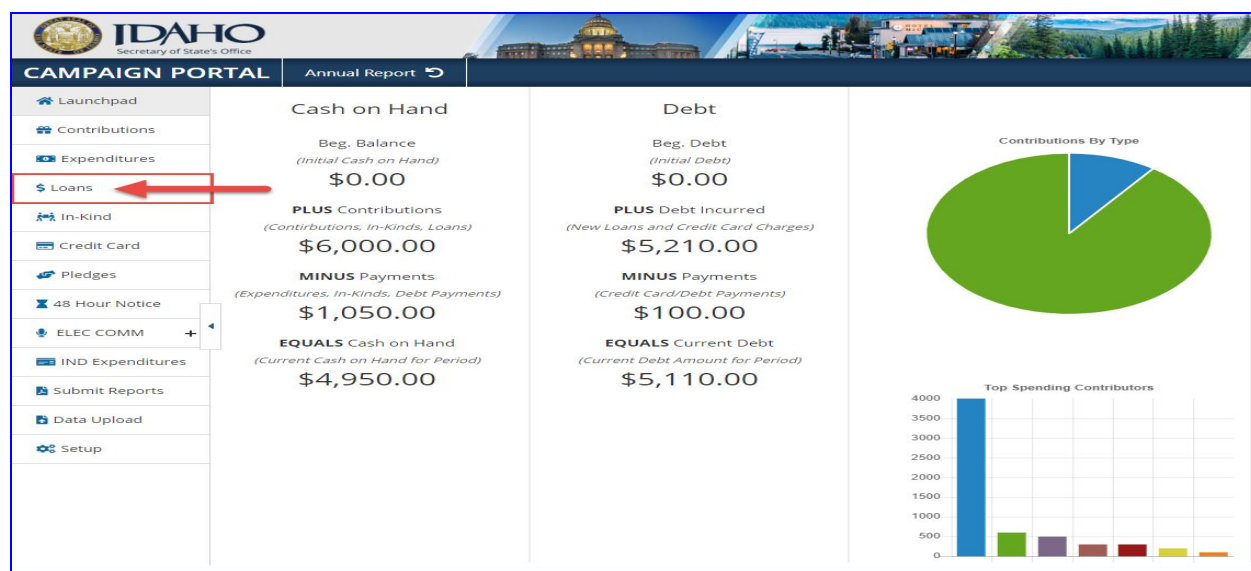 IDAHO
Secretary of State's Office
HOTEL
CAMPAIGN PORTAL
Annual Report
Launchpad
Contributions
Expenditures
$ Loans
In-Kind
Credit Card
Pledges
48 Hour Notice
ELEC COMM +
IND Expenditures
Submit Reports
Data Upload
Setup
Cash on Hand
Beg. Balance
(Initial Cash on Hand)
$0.00
PLUS Contributions
(Contirbutions, In-Kinds, Loans)
$6,000.00
MINUS Payments
(Expenditures, In-Kinds, Debt Payments)
$1,050.00
EQUALS Cash on Hand
(Current Cash on Hand for Period)
$4,950.00
Debt
Beg. Debt
(Initial Debt)
$0.00
PLUS Debt Incurred
(New Loans and Credit Card Charges)
$5,210.00
MINUS Payments
(Credit Card/Debt Payments)
$100.00
EQUALS Current Debt
(Current Debt Amount for Period)
$5,110.00
Contributions By Type
Top Spending Contributors
4000
3500
3000
2500
2000
1500
1000
500
0